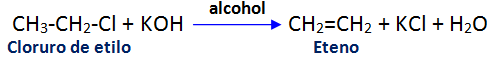 alcohol
CH₃-CH₂-Cl + KOH → CH₂=CH₂ + KCl + H₂O
Cloruro de etilo Eteno